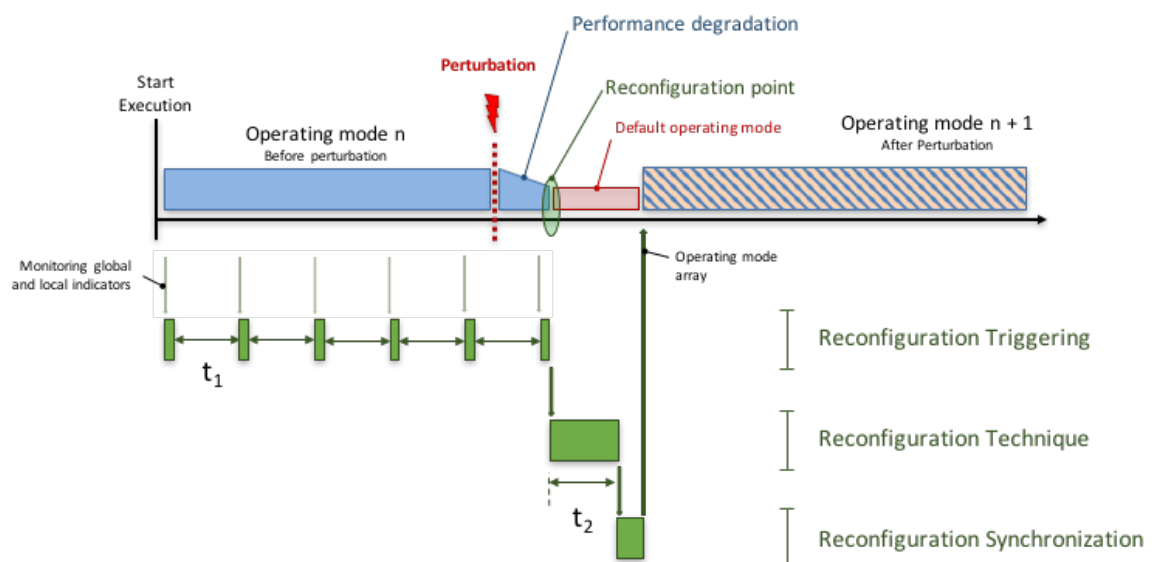 Performance degradation
Perturbation
Start
Execution
Reconfiguration point
Operating mode n
Before perturbation
Default operating mode
Operating mode n + 1
After Perturbation
Monitoring global
and local indicators
Operating mode
array
t₁
Reconfiguration Triggering
Reconfiguration Technique
t₂
Reconfiguration Synchronization